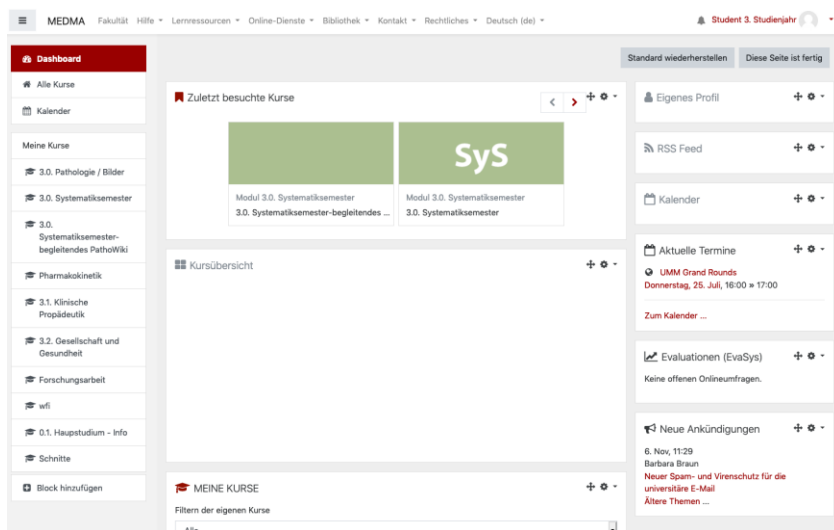 MEDMA Fakultät Hilfe Lernressourcen Online-Dienste Bibliothek Kontakt Rechtliches Deutsch (de) Student 3. Studienjahr
Dashboard
Alle Kurse
Kalender
Meine Kurse
3.0. Pathologie / Bilder
3.0. Systematiksemester
3.0.
Systematiksemester-
begleitendes PathoWiki
Pharmakokinetik
3.1. Klinische
Propädeutik
3.2. Gesellschaft und
Gesundheit
Forschungsarbeit
wfi
0.1. Haupstudium - Info
Schnitte
Block hinzufügen
Standard wiederherstellen Diese Seite ist fertig
Zuletzt besuchte Kurse
SyS
Modul 3.0. Systematiksemester
3.0. Systematiksemester-begleitendes ...
Modul 3.0. Systematiksemester
3.0. Systematiksemester
Kursübersicht
MEINE KURSE
Filtern der eigenen Kurse
Alle
Eigenes Profil
RSS Feed
Kalender
Aktuelle Termine
UMM Grand Rounds
Donnerstag, 25. Juli, 16:00 » 17:00
Zum Kalender ...
Evaluationen (EvaSys)
Keine offenen Onlineumfragen.
Neue Ankündigungen
6. Nov, 11:29
Barbara Braun
Neuer Spam- und Virenschutz für die
universitäre E-Mail
Ältere Themen ...